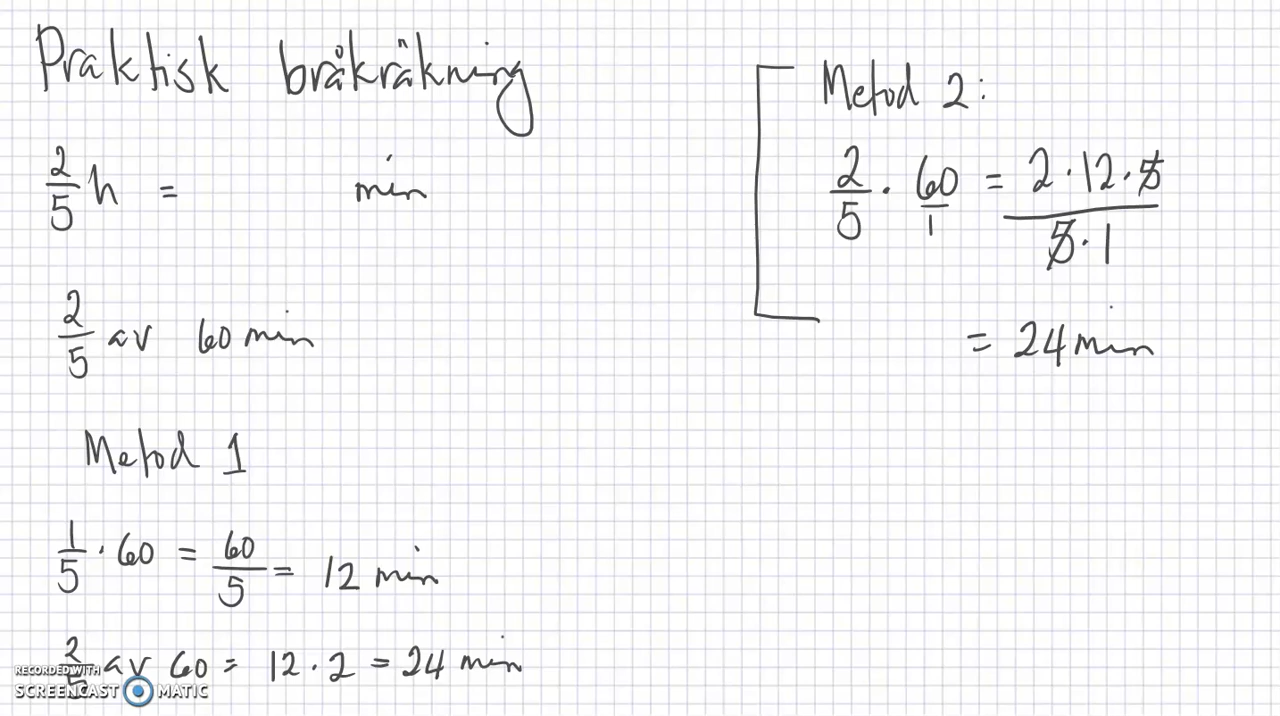 Praktisk bråkräkning
2/5 h = min
2/5 av 60 min
Metod 1
1/5 · 60 = 60/5 = 12 min
2/5 av 60 = 12 · 2 = 24 min
Metod 2:
2/5 · 60/1 = 2 · 12 · 5/5 · 1
= 24 min
RECORDED WITH
SCREENCAST MATIC